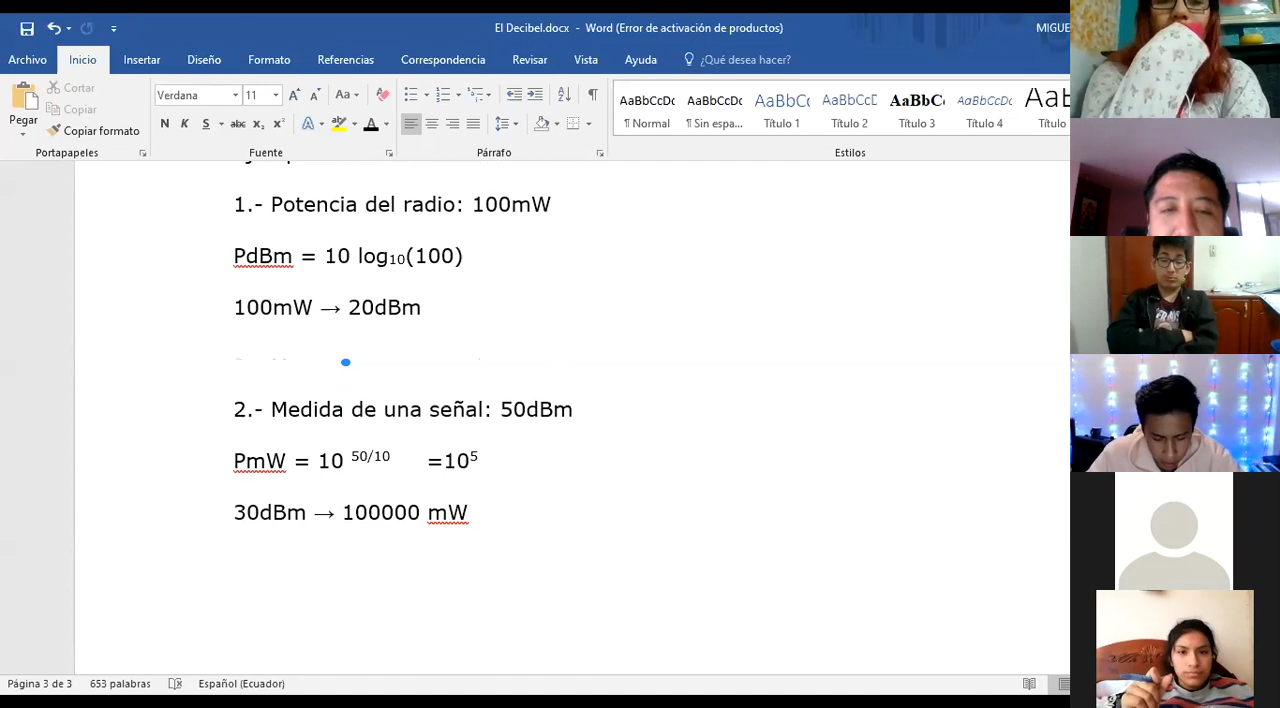 El Decibel.docx - Word (Error de activación de productos)
MIGUE
Archivo Inicio Insertar Diseño Formato Referencias Correspondencia Revisar Vista Ayuda ¿Qué desea hacer?
Pegar
Cortar
Copiar
Copiar formato
Verdana 11
Aa
N K S abc x₂ x²
AaBbCcDc AaBbCcDc AaBbCc AaBbCcD AaBbCc AaBbCcDc AaB
¶ Normal ¶ Sin espa... Título 1 Título 2 Título 3 Título 4 Título
Portapapeles Fuente Párrafo Estilos
1.- Potencia del radio: 100mW
PdBm = 10 log₁₀(100)
100mW → 20dBm
2.- Medida de una señal: 50dBm
PmW = 10 ⁵⁰/¹⁰ =10⁵
30dBm → 100000 mW
Página 3 de 3 653 palabras Español (Ecuador)